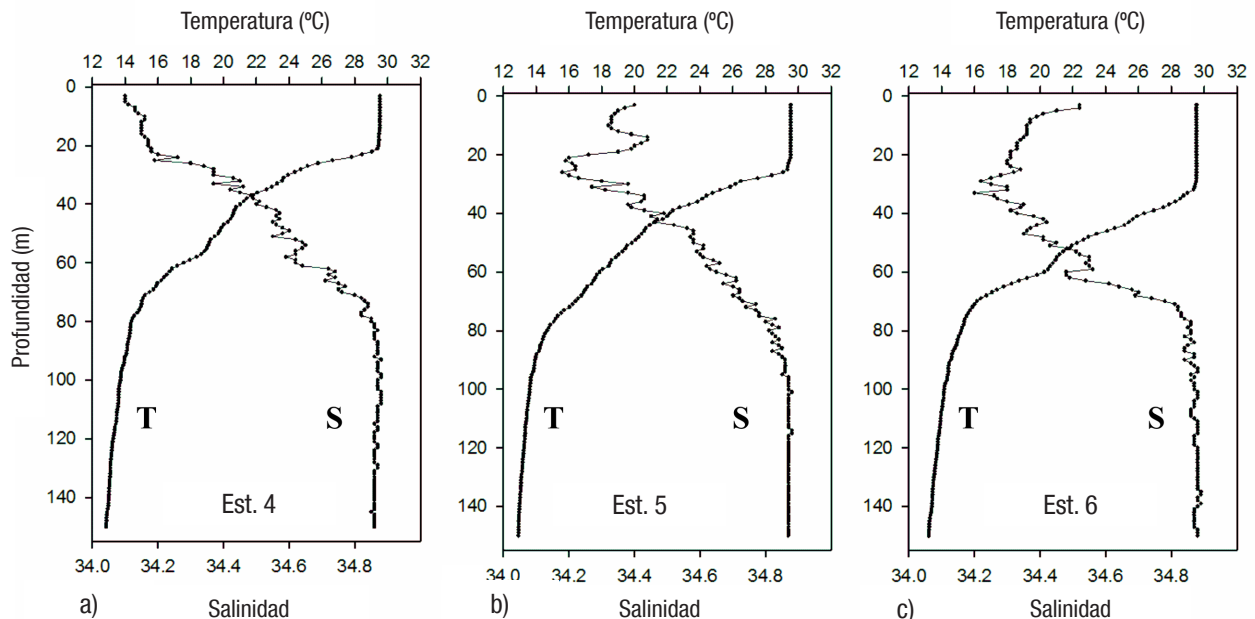 Temperatura (ºC) Temperatura (ºC) Temperatura (ºC)
12 14 16 18 20 22 24 26 28 30 32 12 14 16 18 20 22 24 26 28 30 32 12 14 16 18 20 22 24 26 28 30 32
0 0 0
20 20 20
40 40 40
60 60 60
Profundidad (m)
80 80 80
100 100 100
T S T S T S
120 120 120
140 140 140
Est. 4 Est. 5 Est. 6
34.0 34.2 34.4 34.6 34.8 34.0 34.2 34.4 34.6 34.8 34.0 34.2 34.4 34.6 34.8
a) Salinidad b) Salinidad c) Salinidad